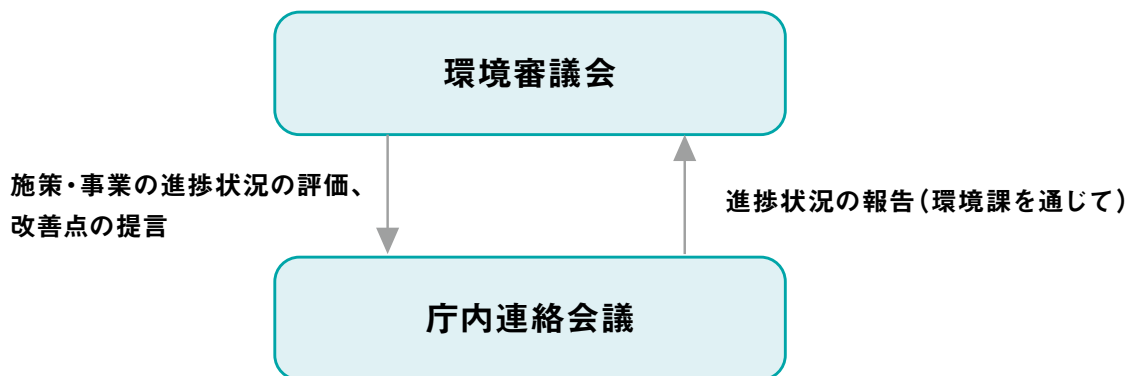 環境審議会
施策・事業の進捗状況の評価、
改善点の提言
進捗状況の報告(環境課を通じて)
庁内連絡会議